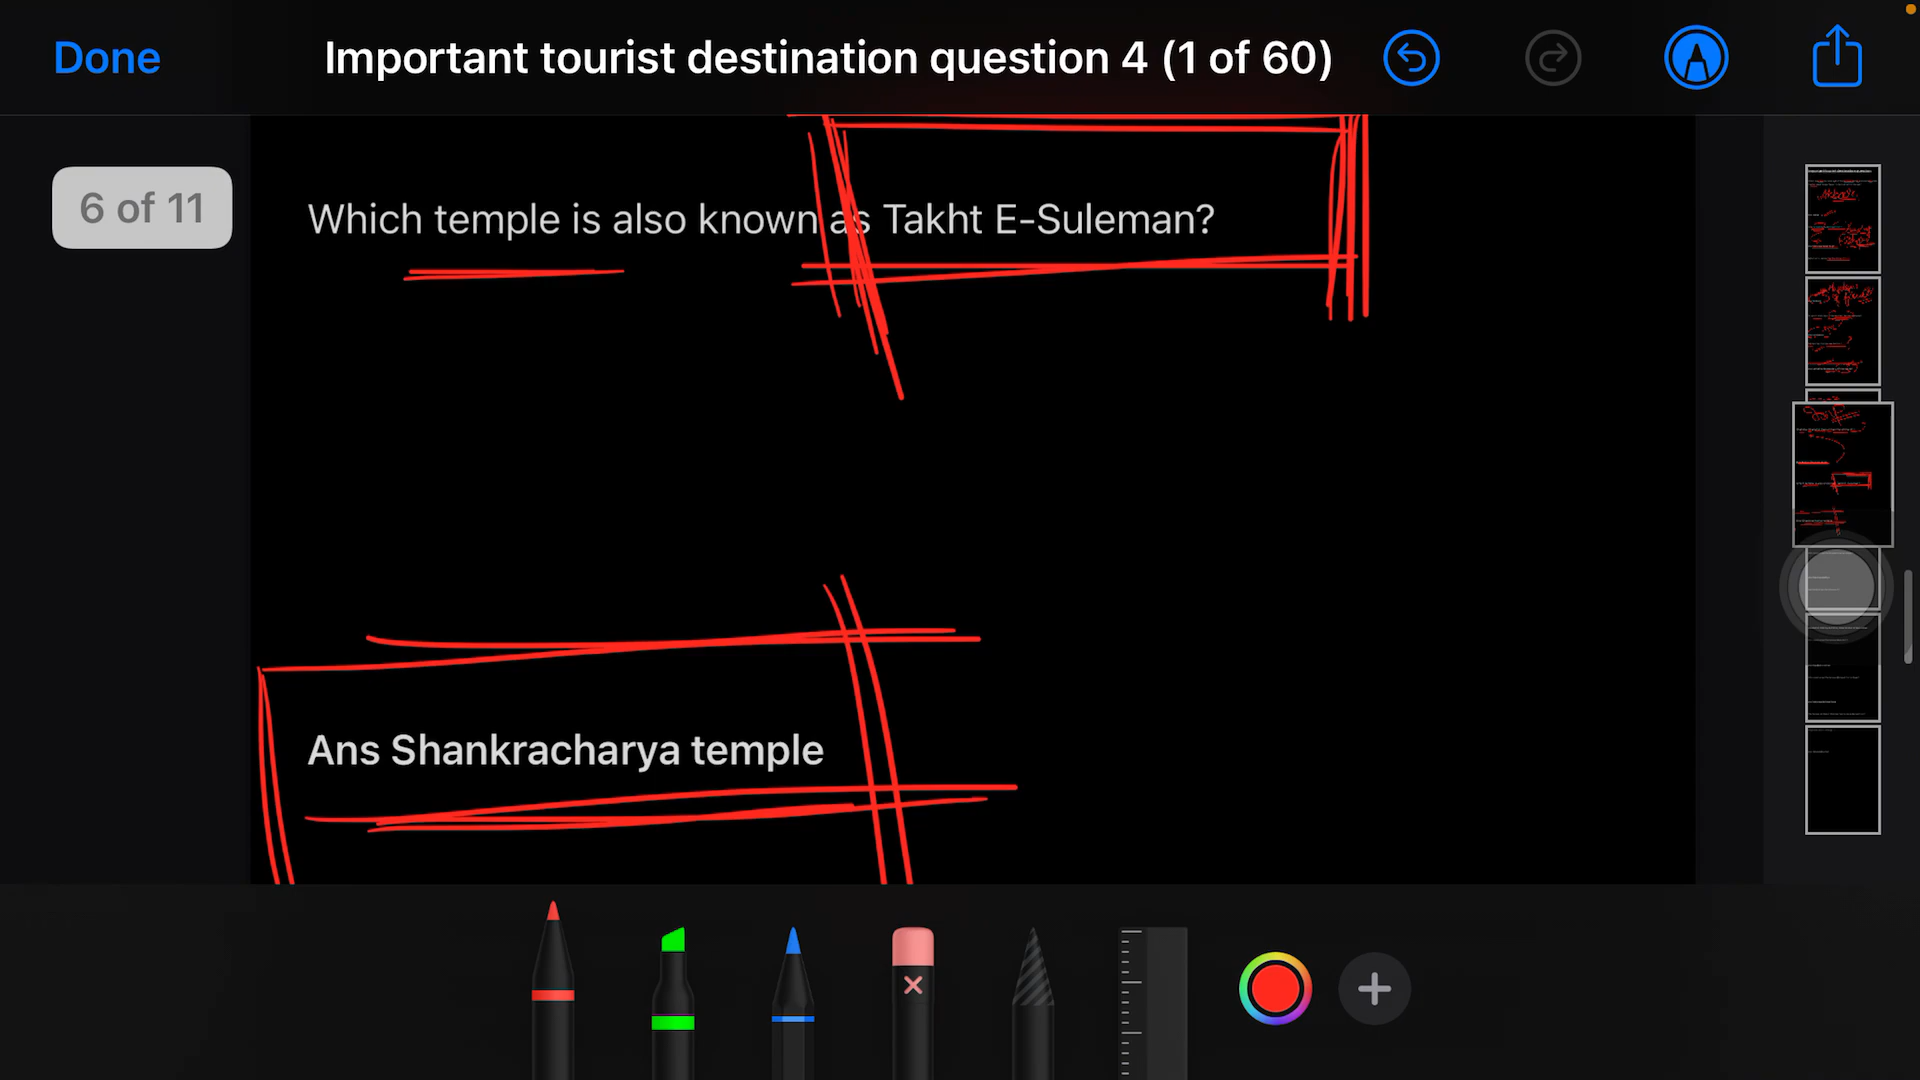 Done
Important tourist destination question 4 (1 of 60)
6 of 11
Which temple is also known as Takht E-Suleman?
Ans Shankracharya temple